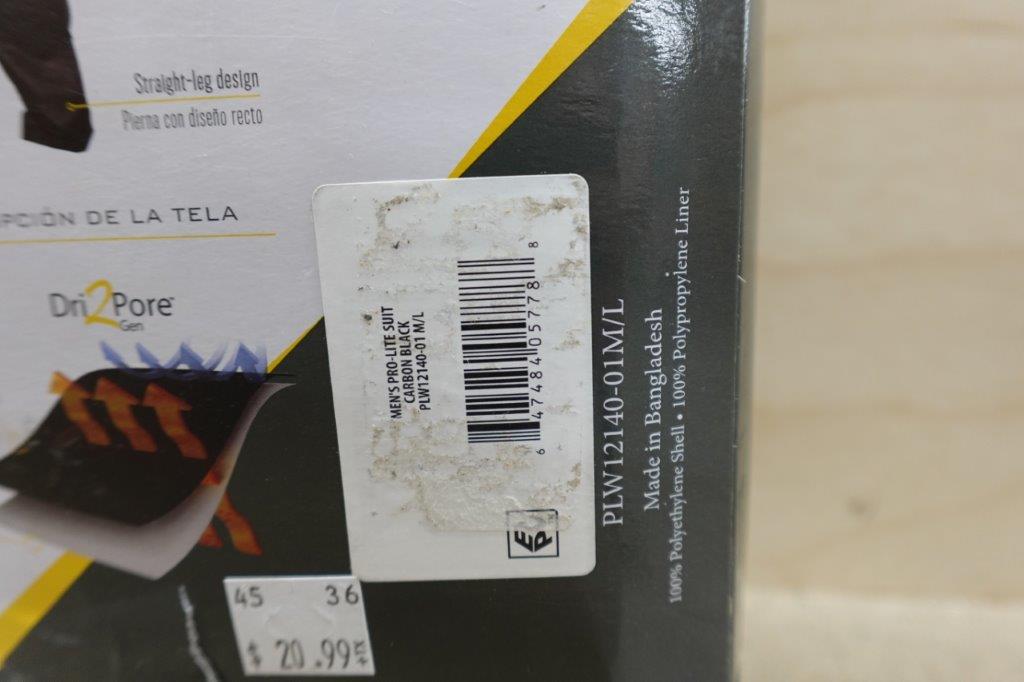 Straight-leg design
Pierna con diseño recto
PCIÓN DE LA TELA
Dri2Pore
Gen
MEN'S PRO-LITE SUIT
CARBON BLACK
PLW12140-01 M/L
6 47484 05778 8
PLW12140-01M/L
Made in Bangladesh
100% Polyethylene Shell • 100% Polypropylene Liner
45 36
$ 20.99